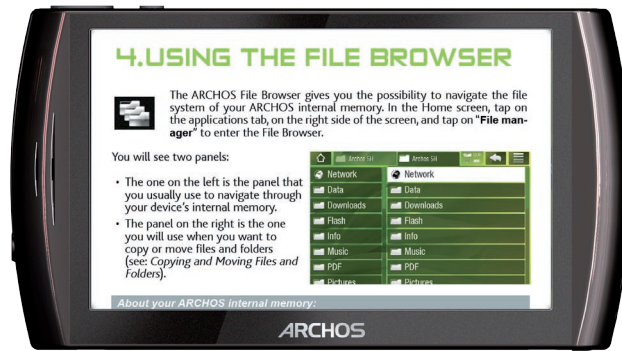 4.USING THE FILE BROWSER
The ARCHOS File Browser gives you the possibility to navigate the file
system of your ARCHOS internal memory. In the Home screen, tap on
the applications tab, on the right side of the screen, and tap on "File man-
ager" to enter the File Browser.
You will see two panels:
• The one on the left is the panel that
you usually use to navigate through
your device's internal memory.
• The panel on the right is the one
you will use when you want to
copy or move files and folders
(see: Copying and Moving Files and
Folders).
Archos 5H Archos 5H
Network Network
Data Data
Downloads Downloads
Flash Flash
Info Info
Music Music
PDF PDF
Pictures Pictures
About your ARCHOS internal memory:
ARCHOS